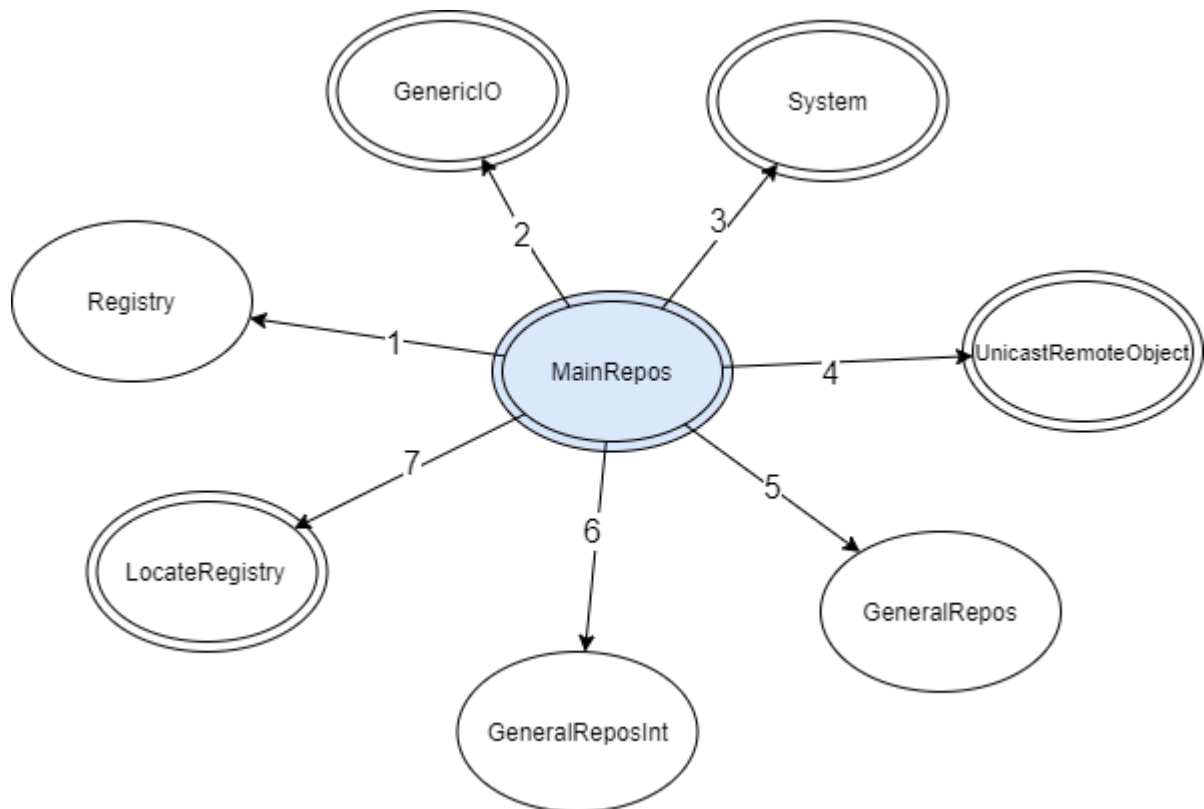 GenericIO
System
2
3
Registry
1
MainRepos
4
UnicastRemoteObject
7
5
6
LocateRegistry
GeneralRepos
GeneralReposInt